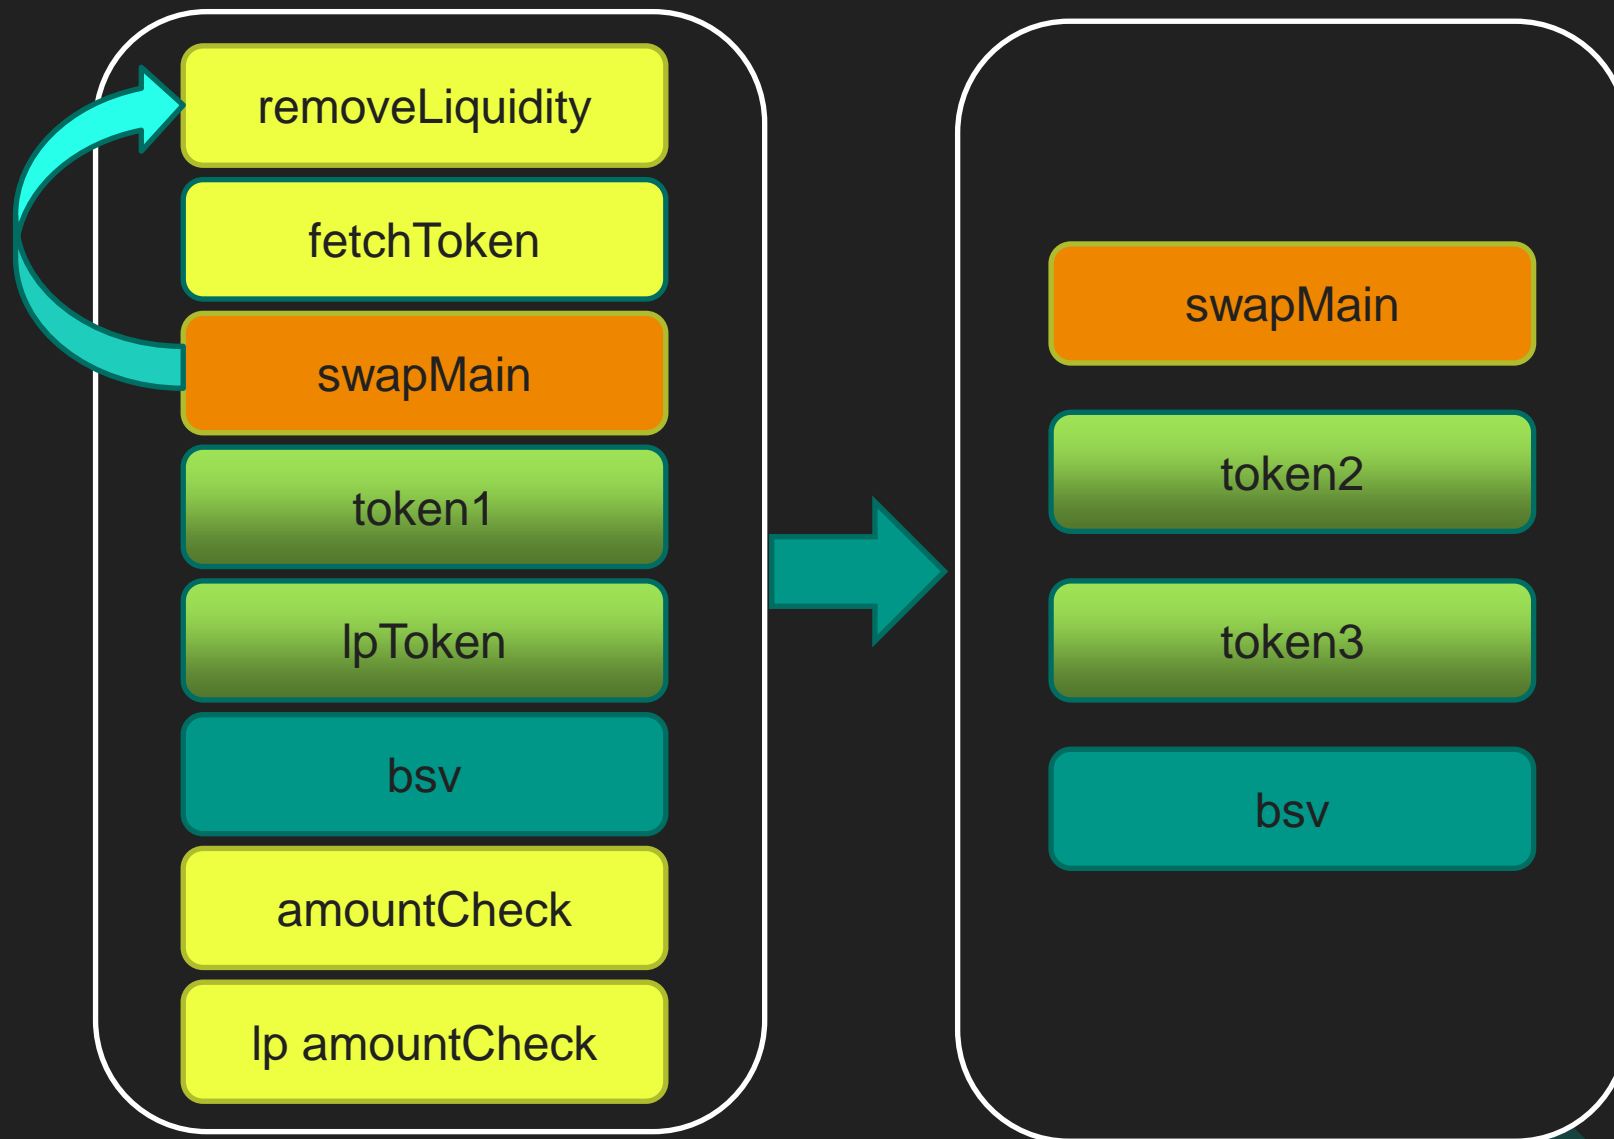 removeLiquidity
fetchToken
swapMain
token1
lpToken
bsv
amountCheck
lp amountCheck
swapMain
token2
token3
bsv